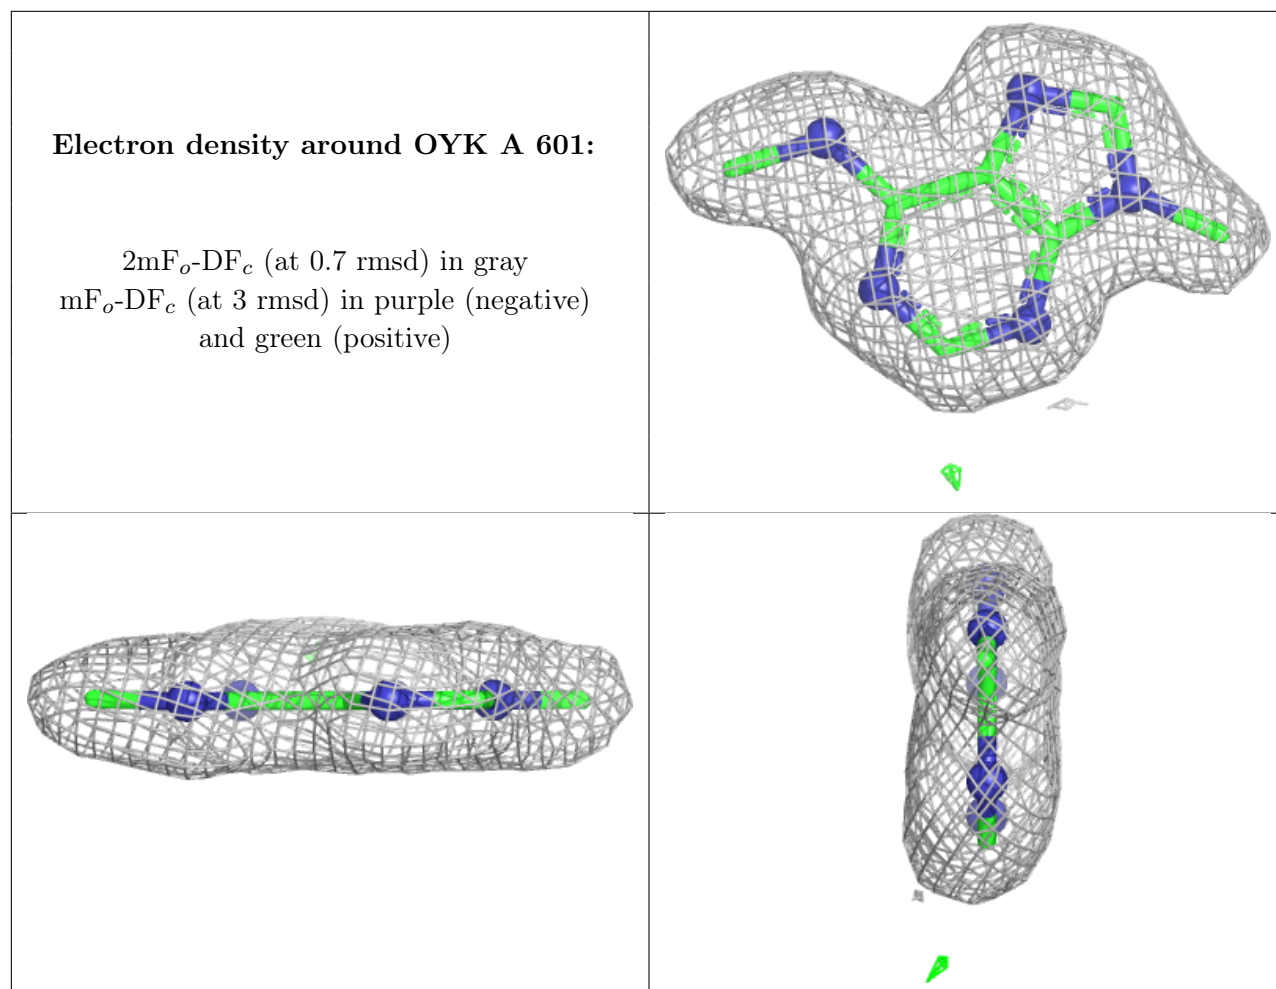 Electron density around OYK A 601:
2mFo-DFc (at 0.7 rmsd) in gray
mFo-DFc (at 3 rmsd) in purple (negative)
and green (positive)